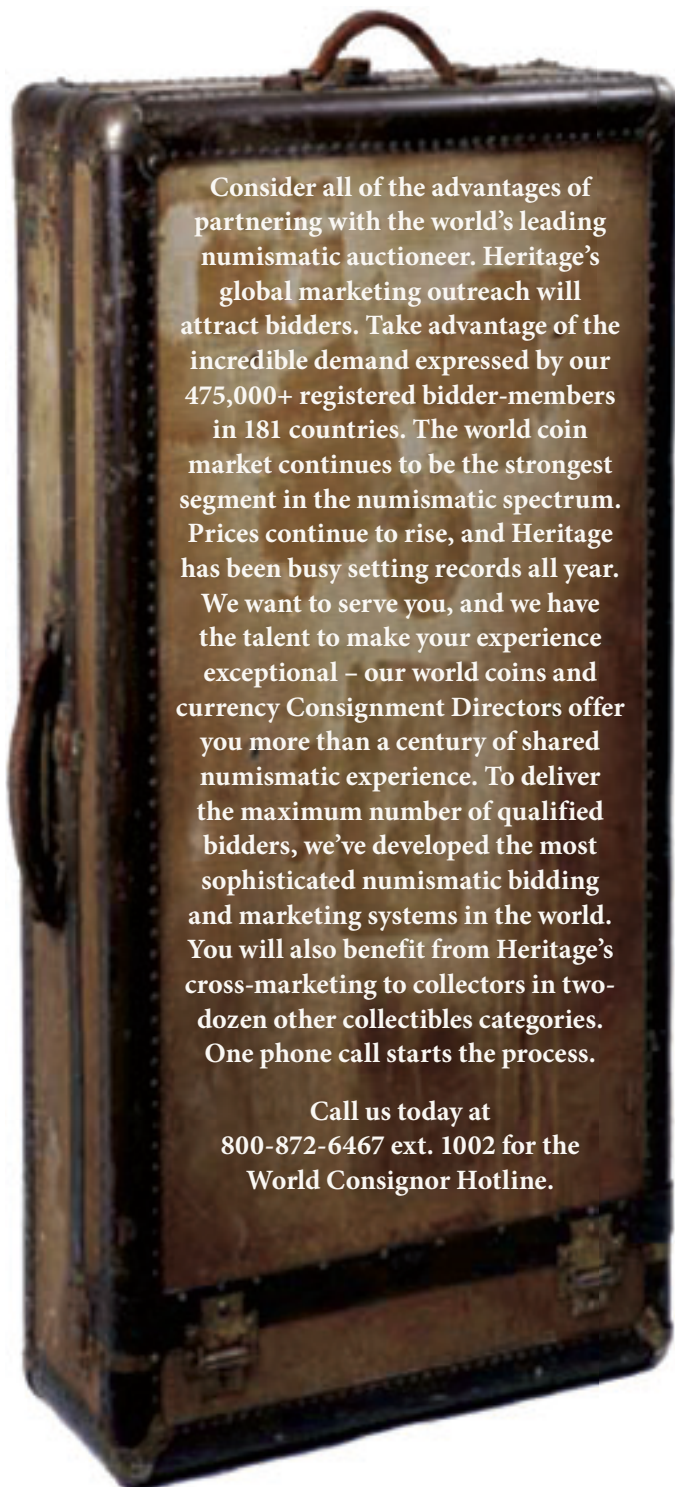 Consider all of the advantages of
partnering with the world’s leading
numismatic auctioneer. Heritage’s
global marketing outreach will
attract bidders. Take advantage of the
incredible demand expressed by our
475,000+ registered bidder-members
in 181 countries. The world coin
market continues to be the strongest
segment in the numismatic spectrum.
Prices continue to rise, and Heritage
has been busy setting records all year.
We want to serve you, and we have
the talent to make your experience
exceptional – our world coins and
currency Consignment Directors offer
you more than a century of shared
numismatic experience. To deliver
the maximum number of qualified
bidders, we’ve developed the most
sophisticated numismatic bidding
and marketing systems in the world.
You will also benefit from Heritage’s
cross-marketing to collectors in two-
dozen other collectibles categories.
One phone call starts the process.
Call us today at
800-872-6467 ext. 1002 for the
World Consignor Hotline.